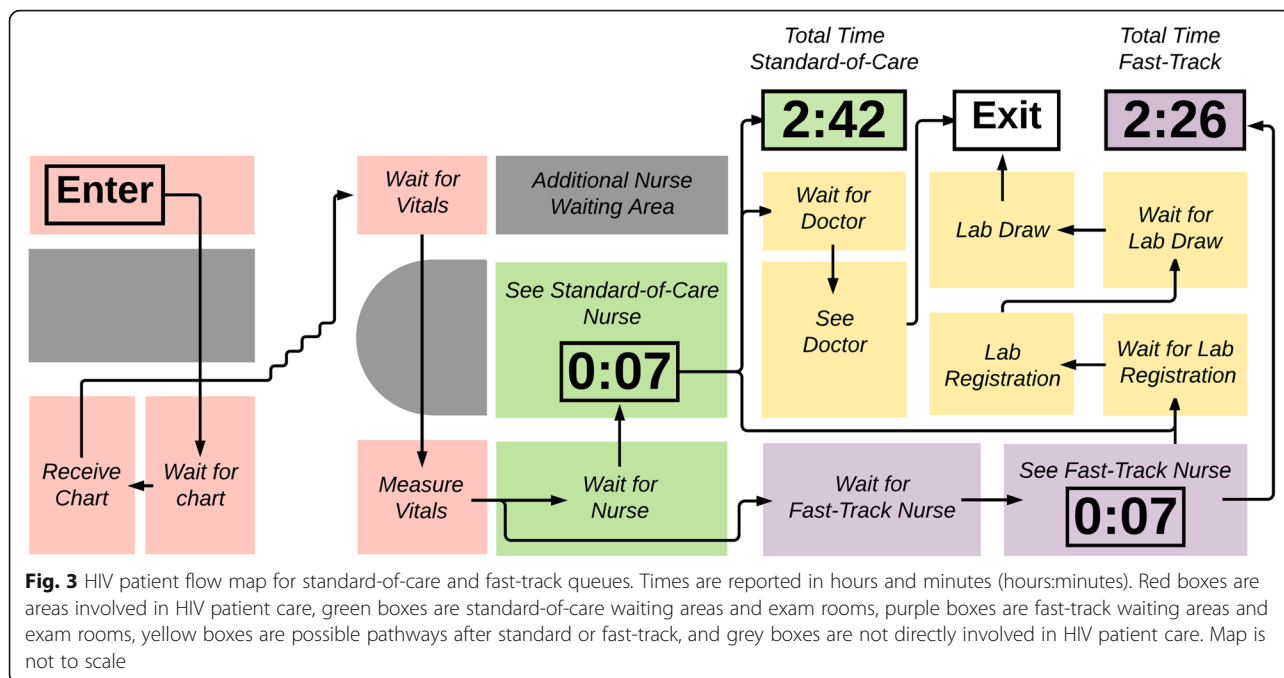 Total Time
Standard-of-Care
2:42
Exit
Total Time
Fast-Track
2:26
Enter
Wait for
Vitals
Additional Nurse
Waiting Area
Wait for
Doctor
Lab Draw
Wait for
Lab Draw
See Standard-of-Care
Nurse
0:07
See
Doctor
Lab
Registration
Wait for Lab
Registration
Receive
Chart
Wait for
chart
Measure
Vitals
Wait for
Nurse
Wait for
Fast-Track Nurse
See Fast-Track Nurse
0:07
Fig. 3 HIV patient flow map for standard-of-care and fast-track queues. Times are reported in hours and minutes (hours:minutes). Red boxes are
areas involved in HIV patient care, green boxes are standard-of-care waiting areas and exam rooms, purple boxes are fast-track waiting areas and
exam rooms, yellow boxes are possible pathways after standard or fast-track, and grey boxes are not directly involved in HIV patient care. Map is
not to scale